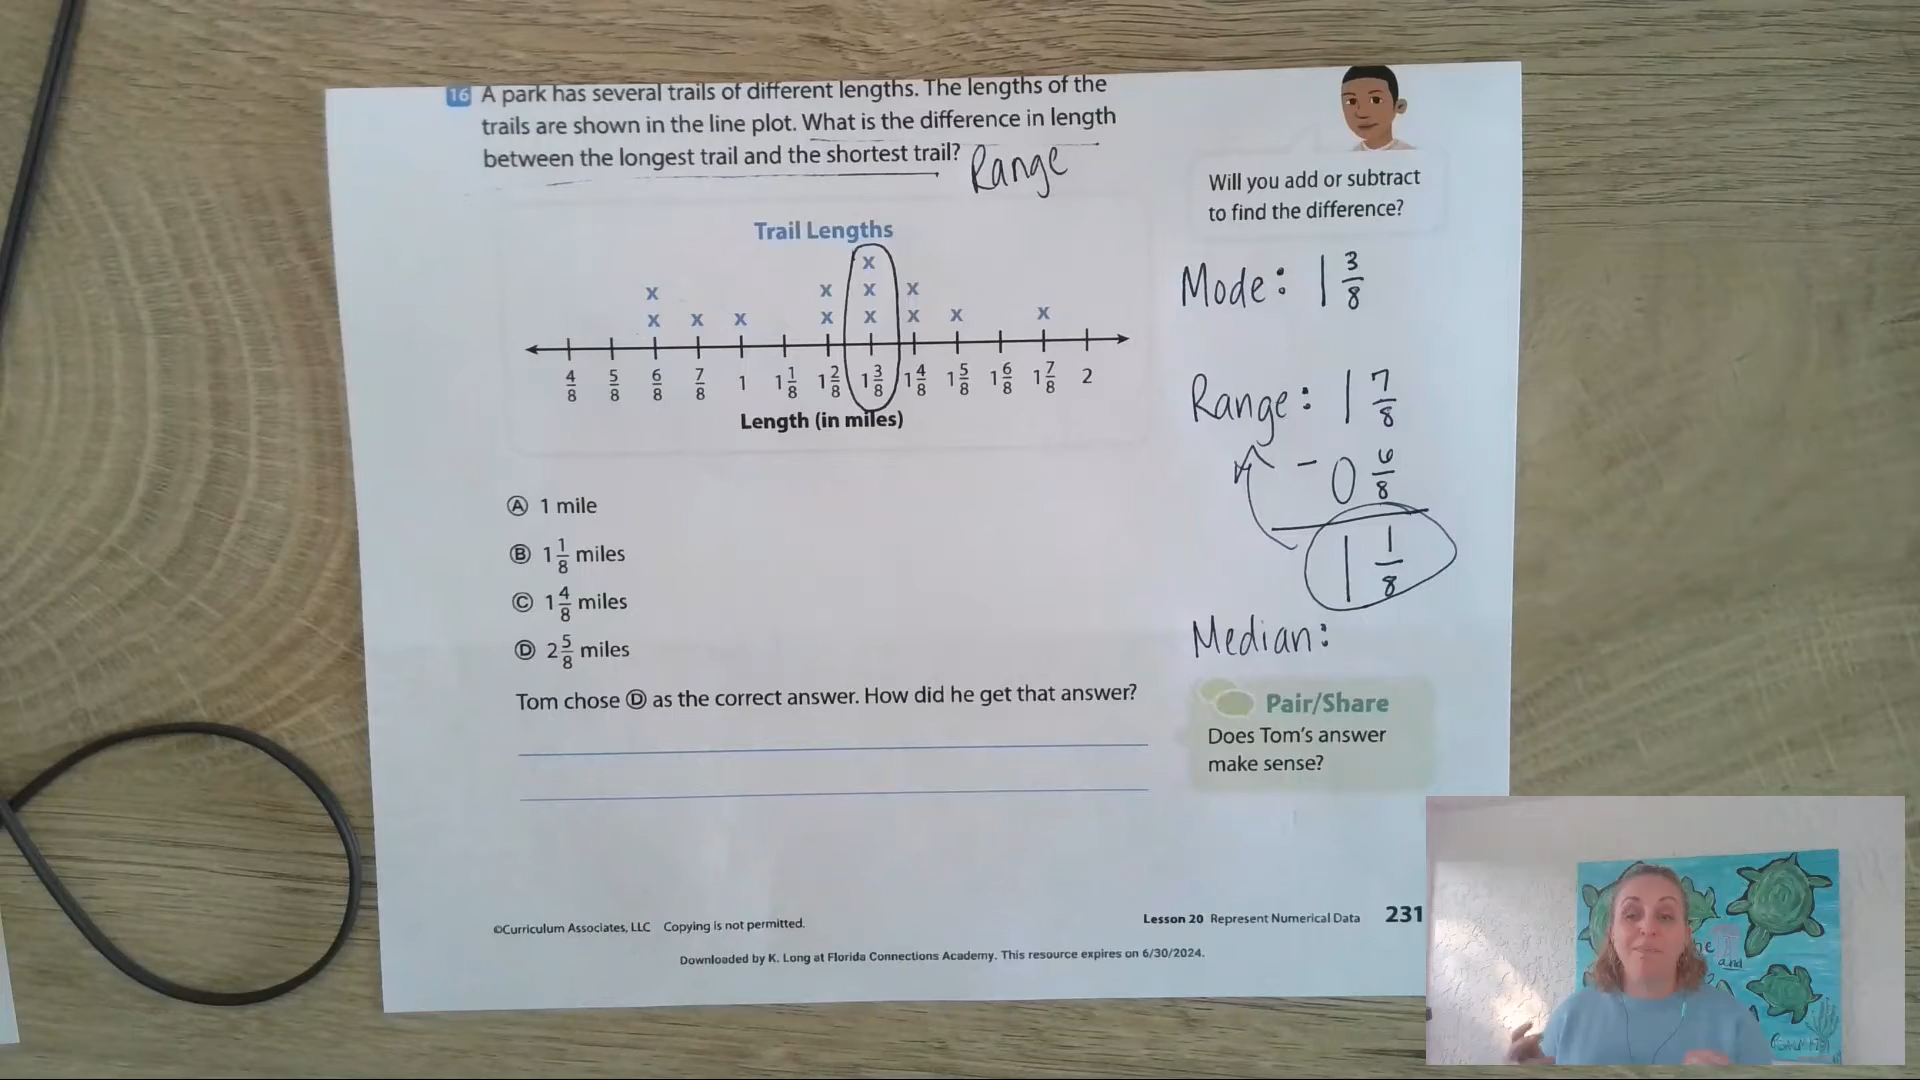 16 A park has several trails of different lengths. The lengths of the
trails are shown in the line plot. What is the difference in length
between the longest trail and the shortest trail?
Range
Will you add or subtract
to find the difference?
Trail Lengths
x
x x x x
x x x x x x x x
4/8 5/8 6/8 7/8 1 1 1/8 1 2/8 1 3/8 1 4/8 1 5/8 1 6/8 1 7/8 2
Length (in miles)
Mode: 1 3/8
Range: 1 7/8
- 0 6/8
1 1/8
Median:
A 1 mile
B 1 1/8 miles
C 1 4/8 miles
D 2 5/8 miles
Tom chose D as the correct answer. How did he get that answer?
Pair/Share
Does Tom's answer
make sense?
©Curriculum Associates, LLC Copying is not permitted.
Lesson 20 Represent Numerical Data 231
Downloaded by K. Long at Florida Connections Academy. This resource expires on 6/30/2024.
and